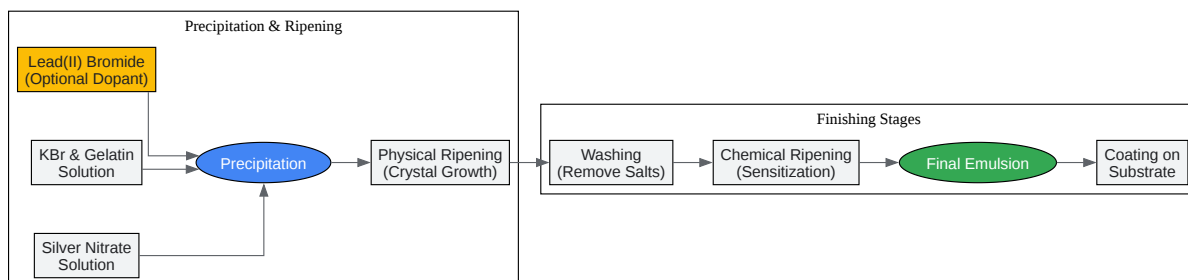 Precipitation & Ripening
Lead(II) Bromide
(Optional Dopant)
KBr & Gelatin
Solution
Silver Nitrate
Solution
Precipitation
Physical Ripening
(Crystal Growth)
Finishing Stages
Washing
(Remove Salts)
Chemical Ripening
(Sensitization)
Final Emulsion
Coating on
Substrate